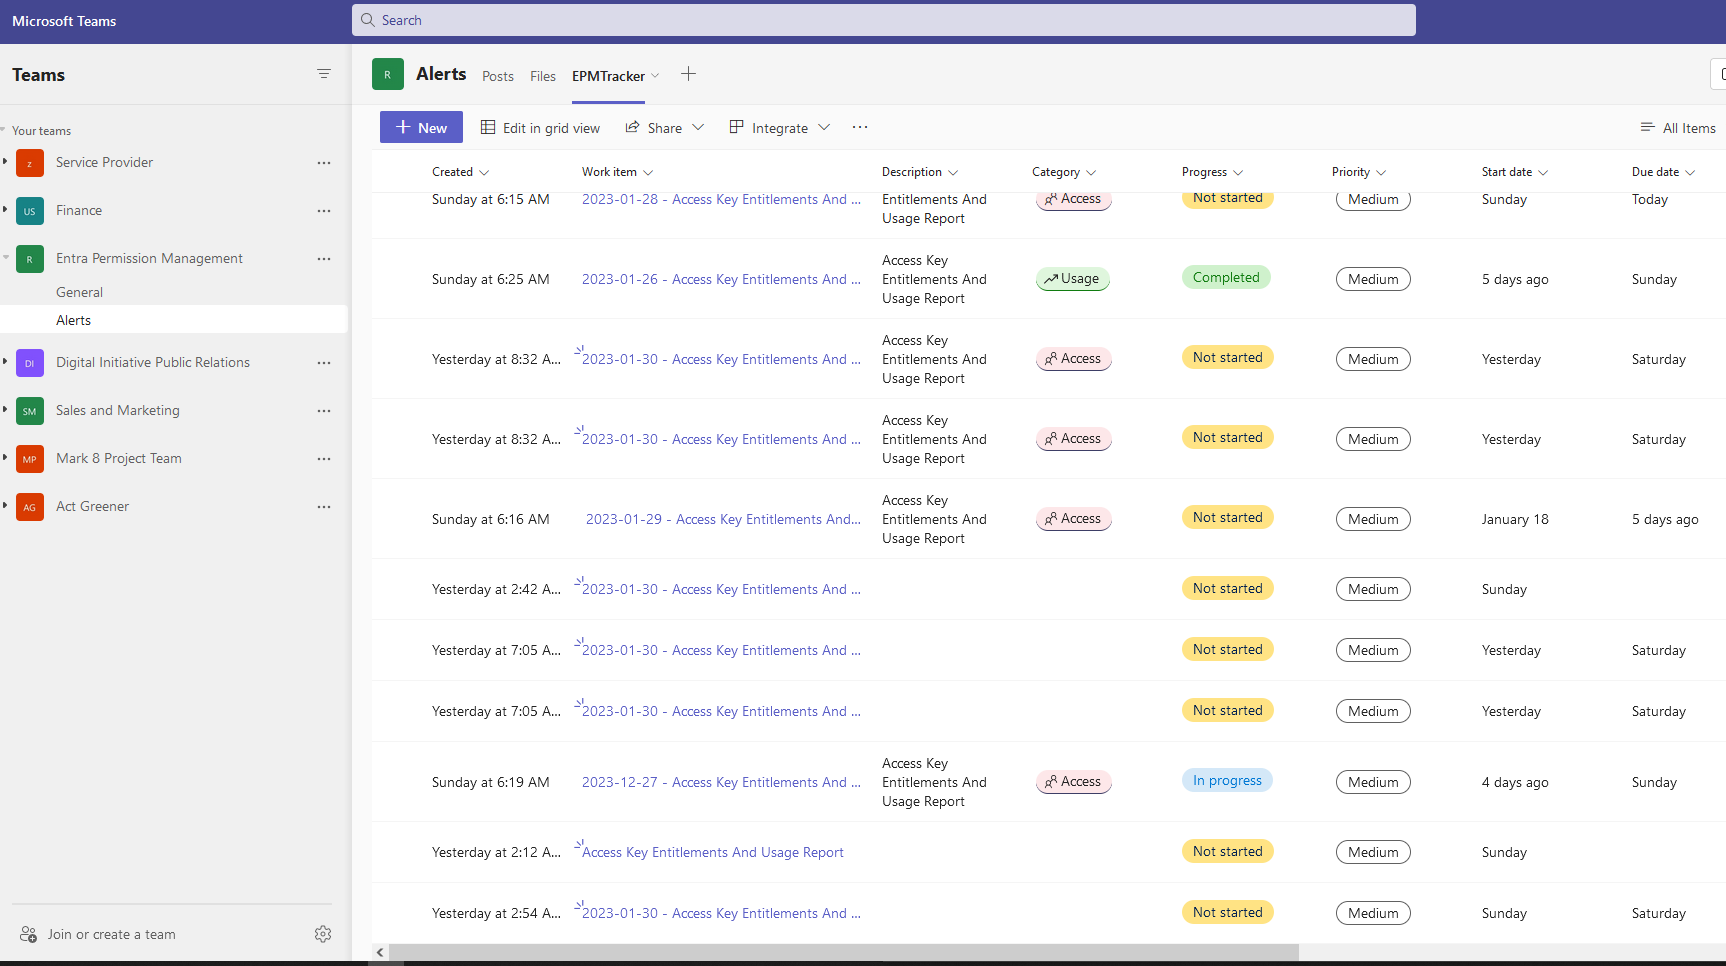 Microsoft Teams
Search
Teams
Your teams
z Service Provider ...
US Finance ...
R Entra Permission Management ...
General
Alerts
DI Digital Initiative Public Relations ...
SM Sales and Marketing ...
MP Mark 8 Project Team ...
AG Act Greener ...
Join or create a team
R Alerts Posts Files EPMTracker
New Edit in grid view Share Integrate ... All Items
Created Work item Description Category Progress Priority Start date Due date
Sunday at 6:15 AM 2023-01-28 - Access Key Entitlements And ... Entitlements And Access Not started Medium Sunday Today
Usage Report
Access Key
Sunday at 6:25 AM 2023-01-26 - Access Key Entitlements And ... Entitlements And Usage Completed Medium 5 days ago Sunday
Usage Report
Access Key
Yesterday at 8:32 A... 2023-01-30 - Access Key Entitlements And ... Entitlements And Access Not started Medium Yesterday Saturday
Usage Report
Access Key
Yesterday at 8:32 A... 2023-01-30 - Access Key Entitlements And ... Entitlements And Access Not started Medium Yesterday Saturday
Usage Report
Access Key
Sunday at 6:16 AM 2023-01-29 - Access Key Entitlements And... Entitlements And Access Not started Medium January 18 5 days ago
Usage Report
Yesterday at 2:42 A... 2023-01-30 - Access Key Entitlements And ... Not started Medium Sunday
Yesterday at 7:05 A... 2023-01-30 - Access Key Entitlements And ... Not started Medium Yesterday Saturday
Yesterday at 7:05 A... 2023-01-30 - Access Key Entitlements And ... Not started Medium Yesterday Saturday
Access Key
Sunday at 6:19 AM 2023-12-27 - Access Key Entitlements And ... Entitlements And Access In progress Medium 4 days ago Sunday
Usage Report
Yesterday at 2:12 A... Access Key Entitlements And Usage Report Not started Medium Sunday
Yesterday at 2:54 A... 2023-01-30 - Access Key Entitlements And ... Not started Medium Sunday Saturday